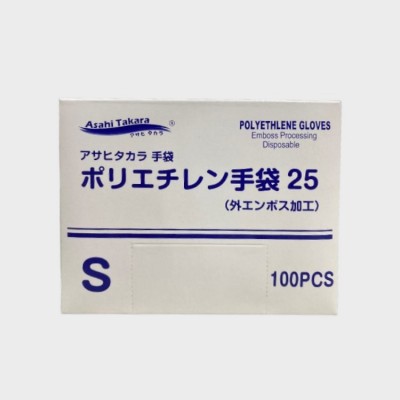 Asahi Takara ®
アサヒ タカラ
POLYETHLENE GLOVES
Emboss Processing
Disposable
アサヒタカラ 手袋
ポリエチレン手袋 25
(外エンボス加工)
S
100PCS